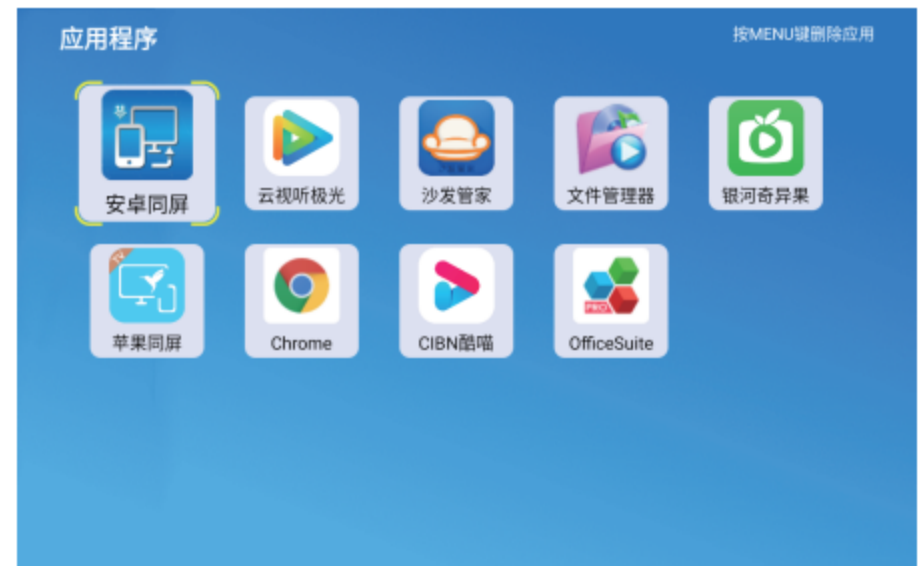 应用程序
按MENU键删除应用
安卓同屏
云视听极光
沙发管家
文件管理器
银河奇异果
TV
苹果同屏
Chrome
CIBN酷喵
PRO
OfficeSuite